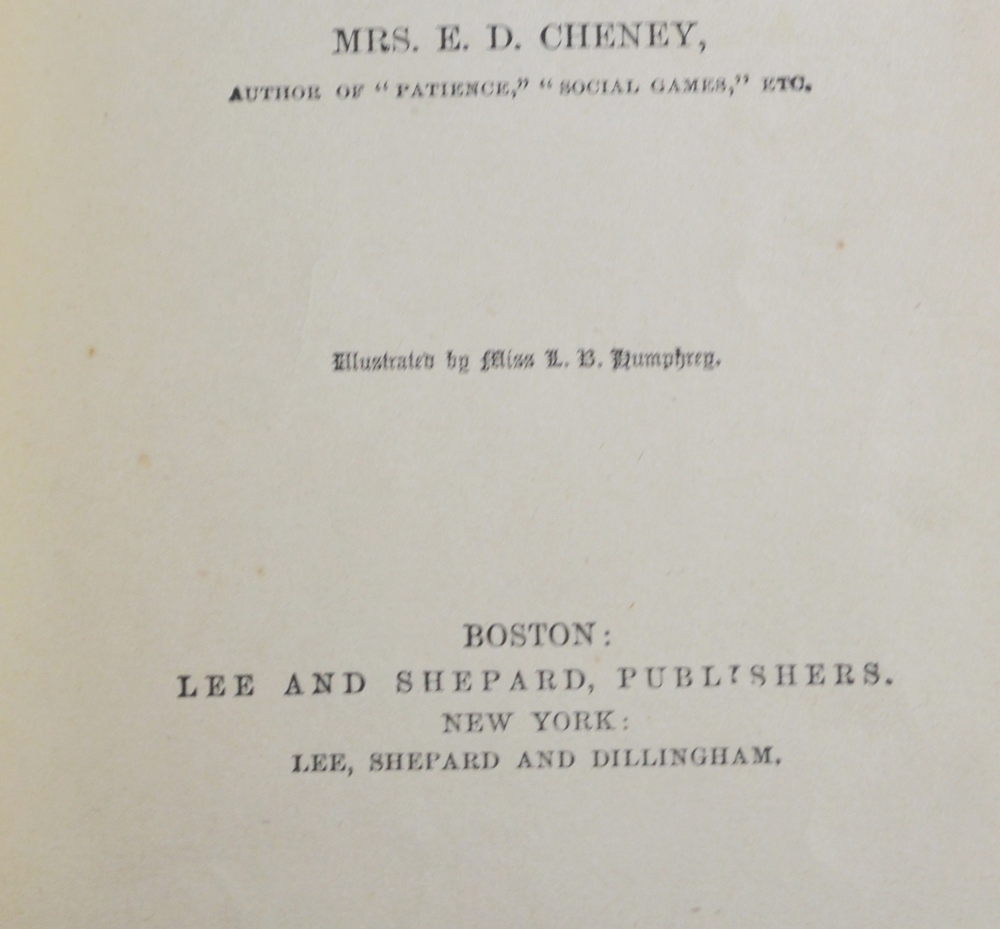 MRS. E. D. CHENEY,
AUTHOR OF "PATIENCE," "SOCIAL GAMES," ETC.
Illustrated by Miss L. B. Humphrey.
BOSTON:
LEE AND SHEPARD, PUBLISHERS.
NEW YORK:
LEE, SHEPARD AND DILLINGHAM.